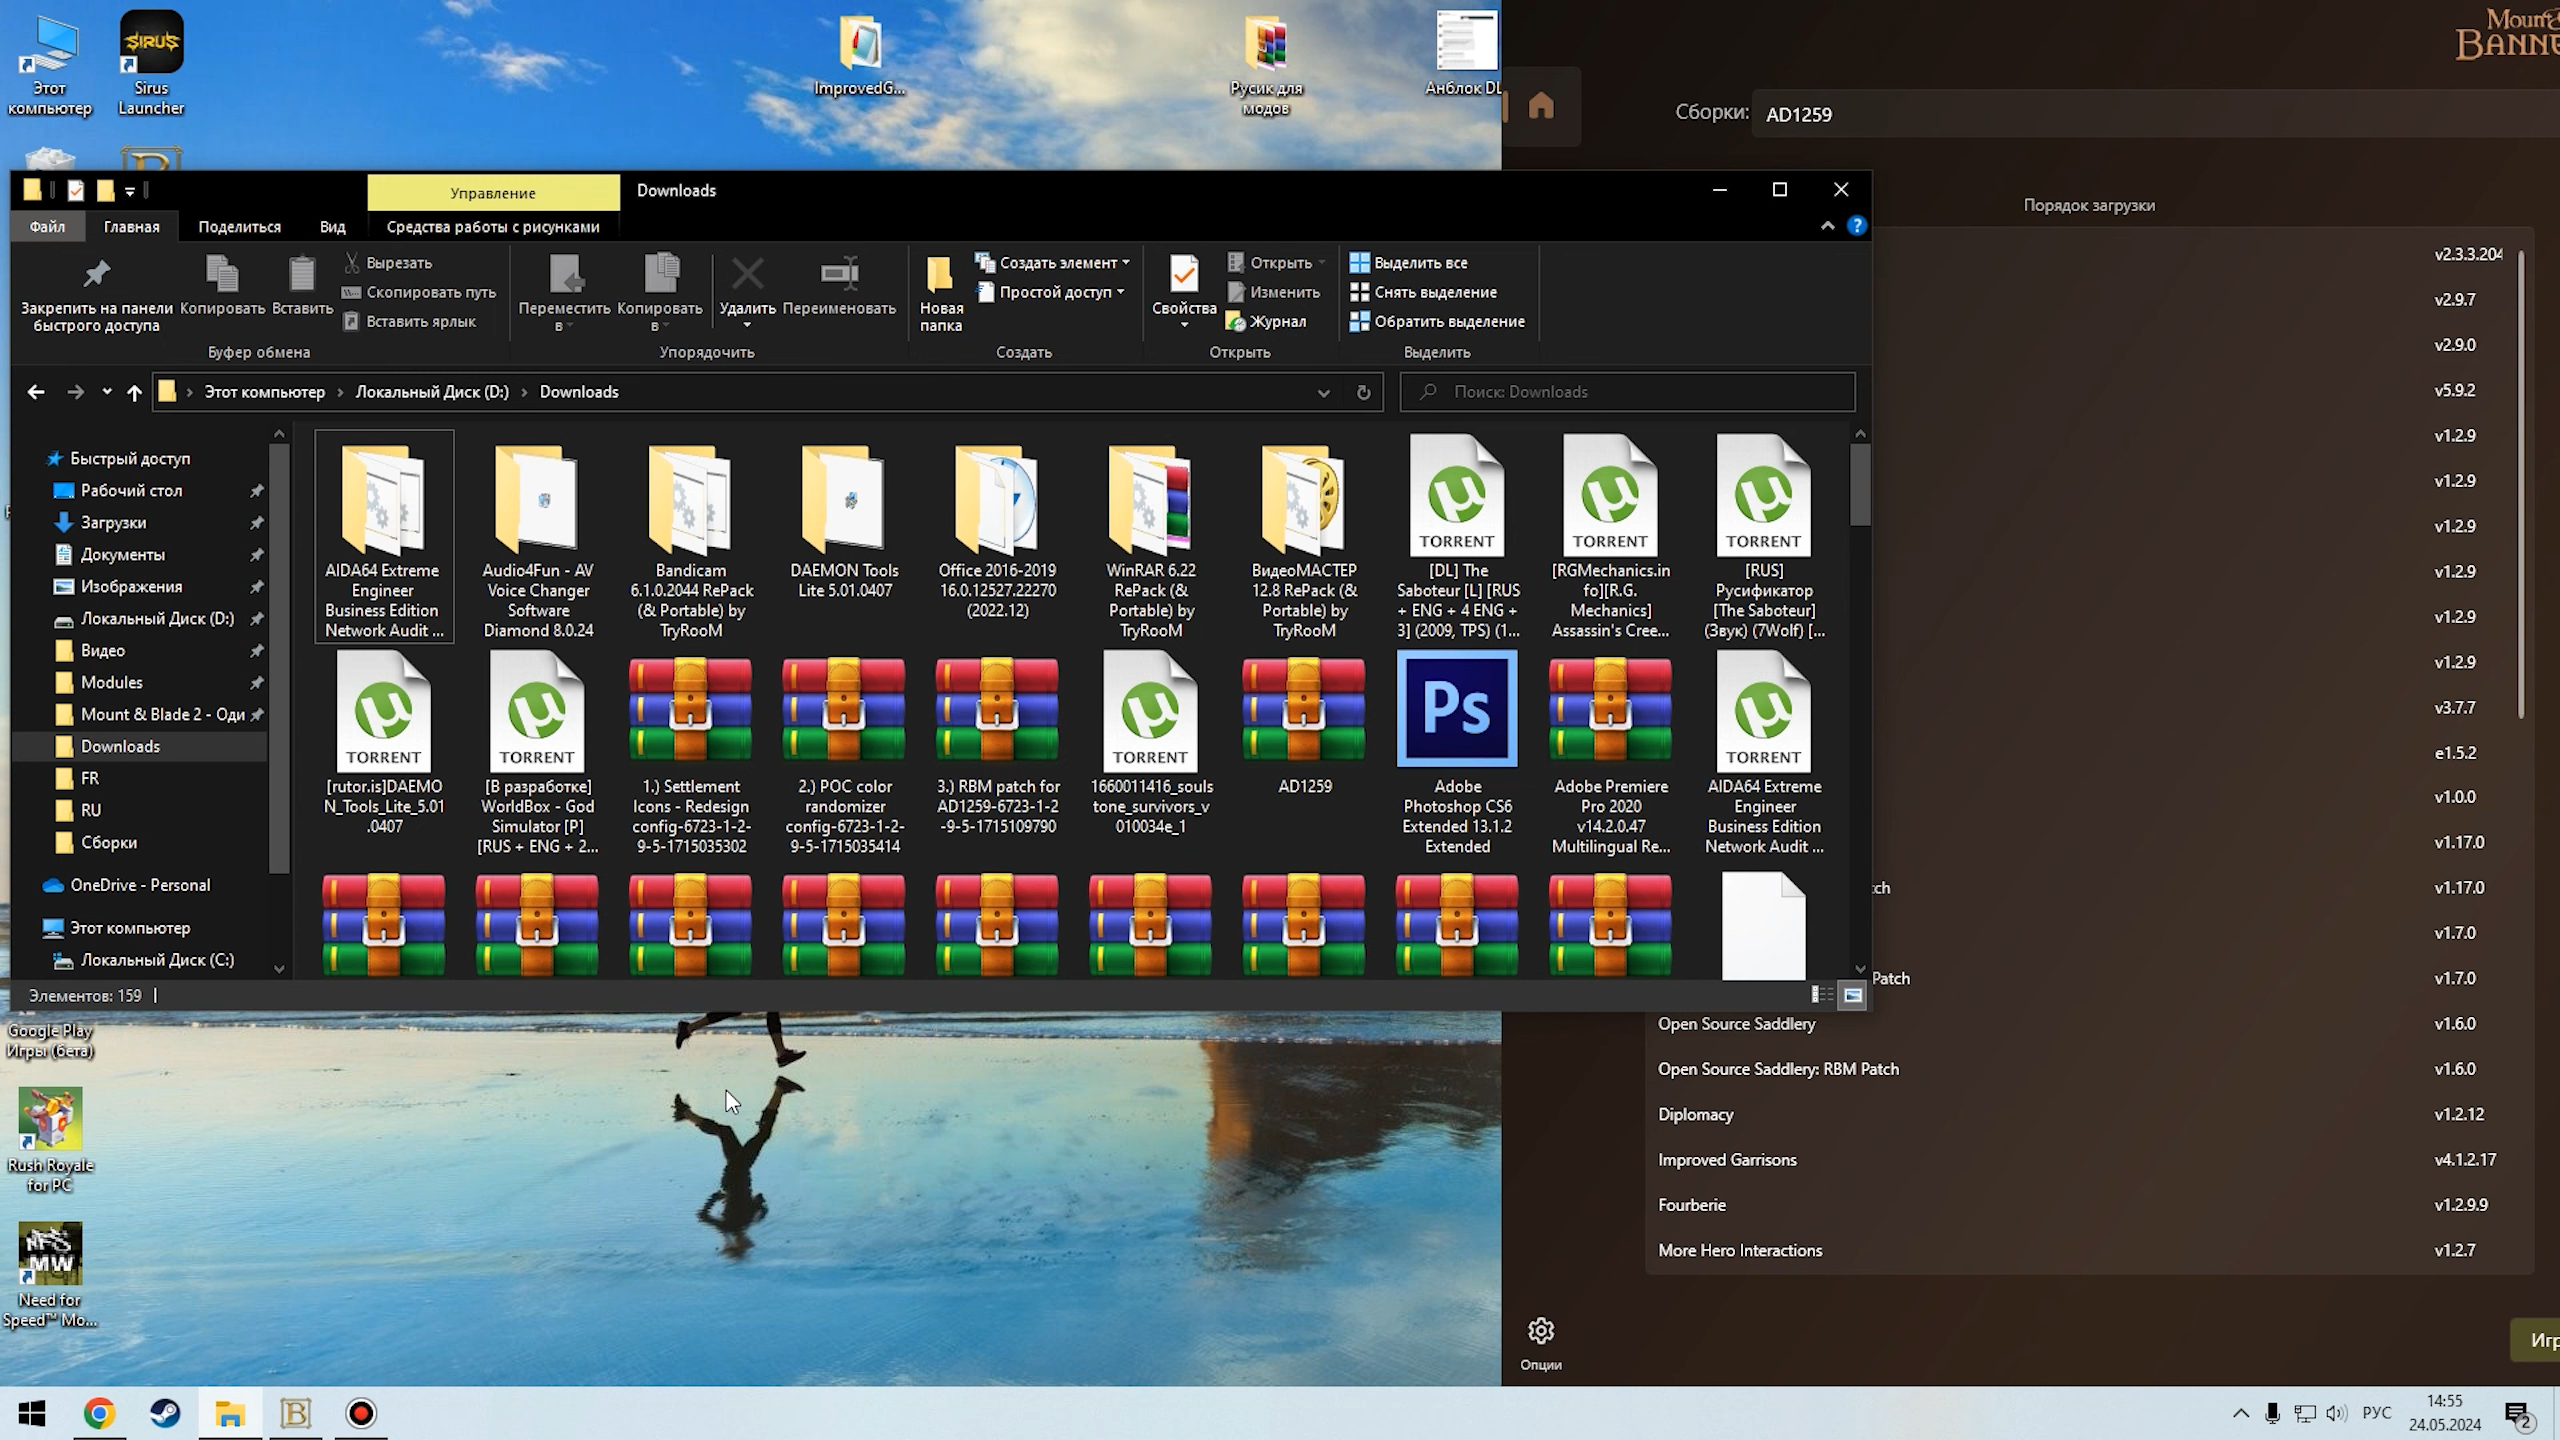 Этот
компьютер
SIRUS
Sirus
Launcher
ImprovedG...
Русик для
модов
Анблок DL
Сборки:
AD1259
Порядок загрузки
Управление
Downloads
Файл
Главная
Поделиться
Вид
Средства работы с рисунками
Закрепить на панели
быстрого доступа
Копировать
Вставить
Вырезать
Скопировать путь
Вставить ярлык
Буфер обмена
Переместить
в
Копировать
в
Удалить
Переименовать
Упорядочить
Новая
папка
Создать элемент
Простой доступ
Создать
Свойства
Открыть
Изменить
Журнал
Открыть
Выделить все
Снять выделение
Обратить выделение
Выделить
Этот компьютер
Локальный Диск (D:)
Downloads
Поиск: Downloads
Быстрый доступ
Рабочий стол
Загрузки
Документы
Изображения
Локальный Диск (D:)
Видео
Modules
Mount & Blade 2 - Оди
Downloads
FR
RU
Сборки
OneDrive - Personal
Этот компьютер
Локальный Диск (C:)
AIDA64 Extreme
Engineer
Business Edition
Network Audit ...
Audio4Fun - AV
Voice Changer
Software
Diamond 8.0.24
Bandicam
6.1.0.2044 RePack
(& Portable) by
TryRooM
DAEMON Tools
Lite 5.01.0407
Office 2016-2019
16.0.12527.22270
(2022.12)
WinRAR 6.22
RePack (&
Portable) by
TryRooM
ВидеоМАСТЕР
12.8 RePack (&
Portable) by
TryRooM
TORRENT
[DL] The
Saboteur [L] [RUS
+ ENG + 4 ENG +
3] (2009, TPS) (1...
TORRENT
[RGMechanics.in
fo][R.G.
Mechanics]
Assassin's Cree...
TORRENT
[RUS]
Русификатор
[The Saboteur]
(Звук) (7Wolf) [...
TORRENT
[rutor.is]DAEMO
N_Tools_Lite_5.01
.0407
TORRENT
[В разработке]
WorldBox - God
Simulator [P]
[RUS + ENG + 2...
1.) Settlement
Icons - Redesign
config-6723-1-2-
9-5-1715035302
2.) POC color
randomizer
config-6723-1-2-
9-5-1715035414
3.) RBM patch for
AD1259-6723-1-2
-9-5-1715109790
TORRENT
1660011416_souls
tone_survivors_v
010034e_1
AD1259
Ps
Adobe
Photoshop CS6
Extended 13.1.2
Extended
Adobe Premiere
Pro 2020
v14.2.0.47
Multilingual Re...
TORRENT
AIDA64 Extreme
Engineer
Business Edition
Network Audit ...
Элементов: 159
v2.3.3.204
v2.9.7
v2.9.0
v5.9.2
v1.2.9
v1.2.9
v1.2.9
v1.2.9
v1.2.9
v1.2.9
v3.7.7
e1.5.2
v1.0.0
v1.17.0
v1.17.0
v1.7.0
Patch
v1.7.0
Open Source Saddlery
v1.6.0
Open Source Saddlery: RBM Patch
v1.6.0
Diplomacy
v1.2.12
Improved Garrisons
v4.1.2.17
Fourberie
v1.2.9.9
More Hero Interactions
v1.2.7
Google Play
Игры (бета)
Rush Royale
for PC
Need for
Speed™ Mo...
Опции
РУС
14:55
24.05.2024
2